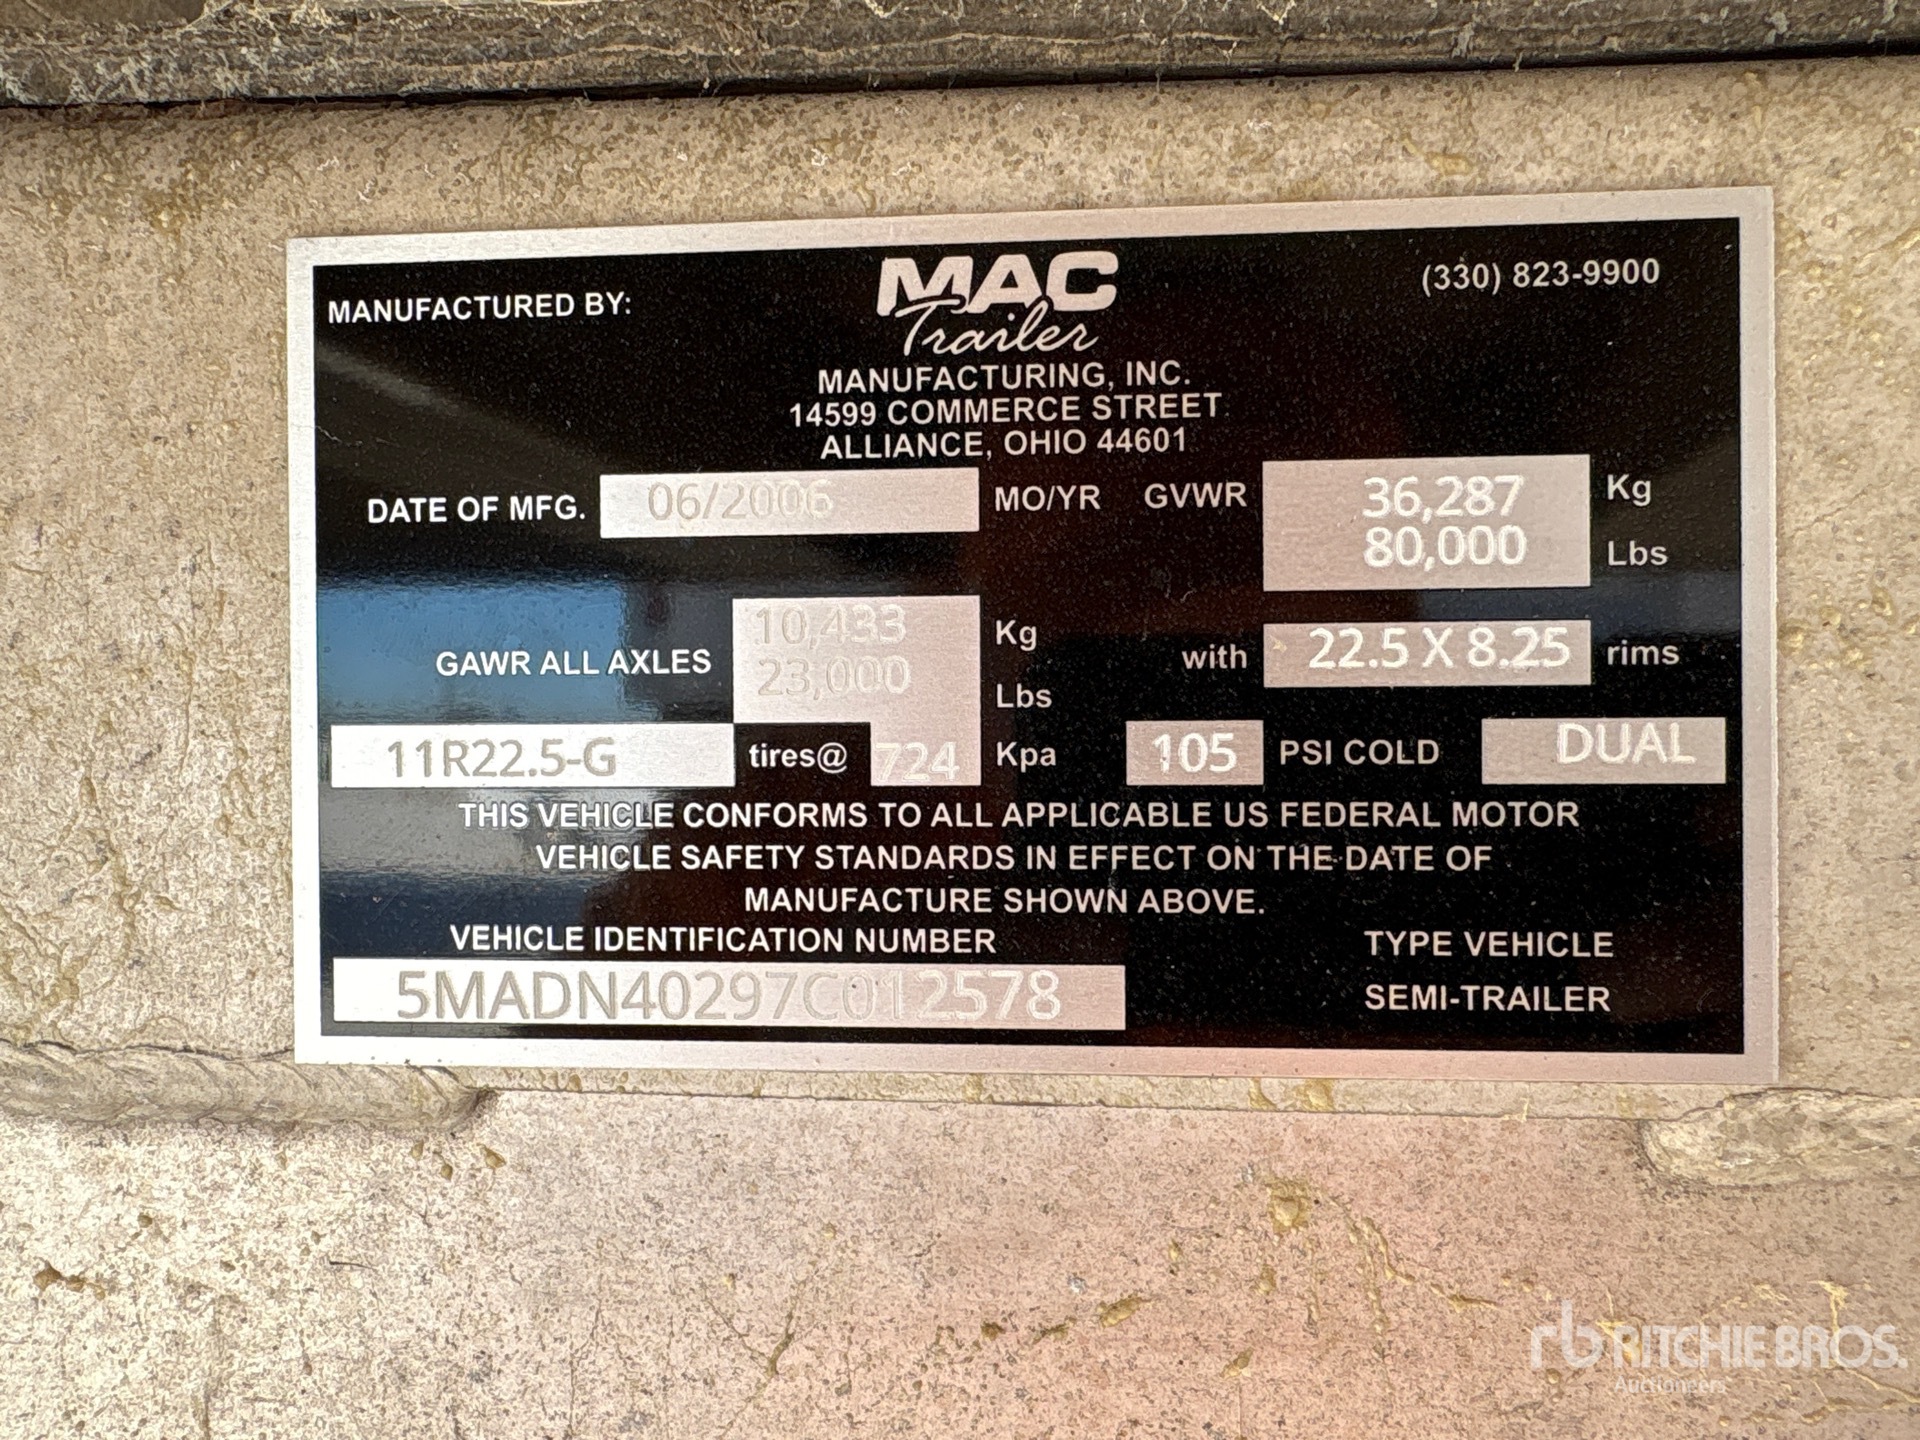 MAC
Trailer
(330) 823-9900
MANUFACTURED BY:
MANUFACTURING, INC.
14599 COMMERCE STREET
ALLIANCE, OHIO 44601
DATE OF MFG. 06/2006 MO/YR GVWR 36,287 Kg
80,000 Lbs
GAWR ALL AXLES 10,433 Kg
23,000 Lbs
with 22.5 X 8.25 rims
11R22.5-G tires@ 724 Kpa 105 PSI COLD DUAL
THIS VEHICLE CONFORMS TO ALL APPLICABLE US FEDERAL MOTOR
VEHICLE SAFETY STANDARDS IN EFFECT ON THE DATE OF
MANUFACTURE SHOWN ABOVE.
VEHICLE IDENTIFICATION NUMBER
5MADN40297C012578
TYPE VEHICLE
SEMI-TRAILER
rb RITCHIE BROS.
Auctioneers